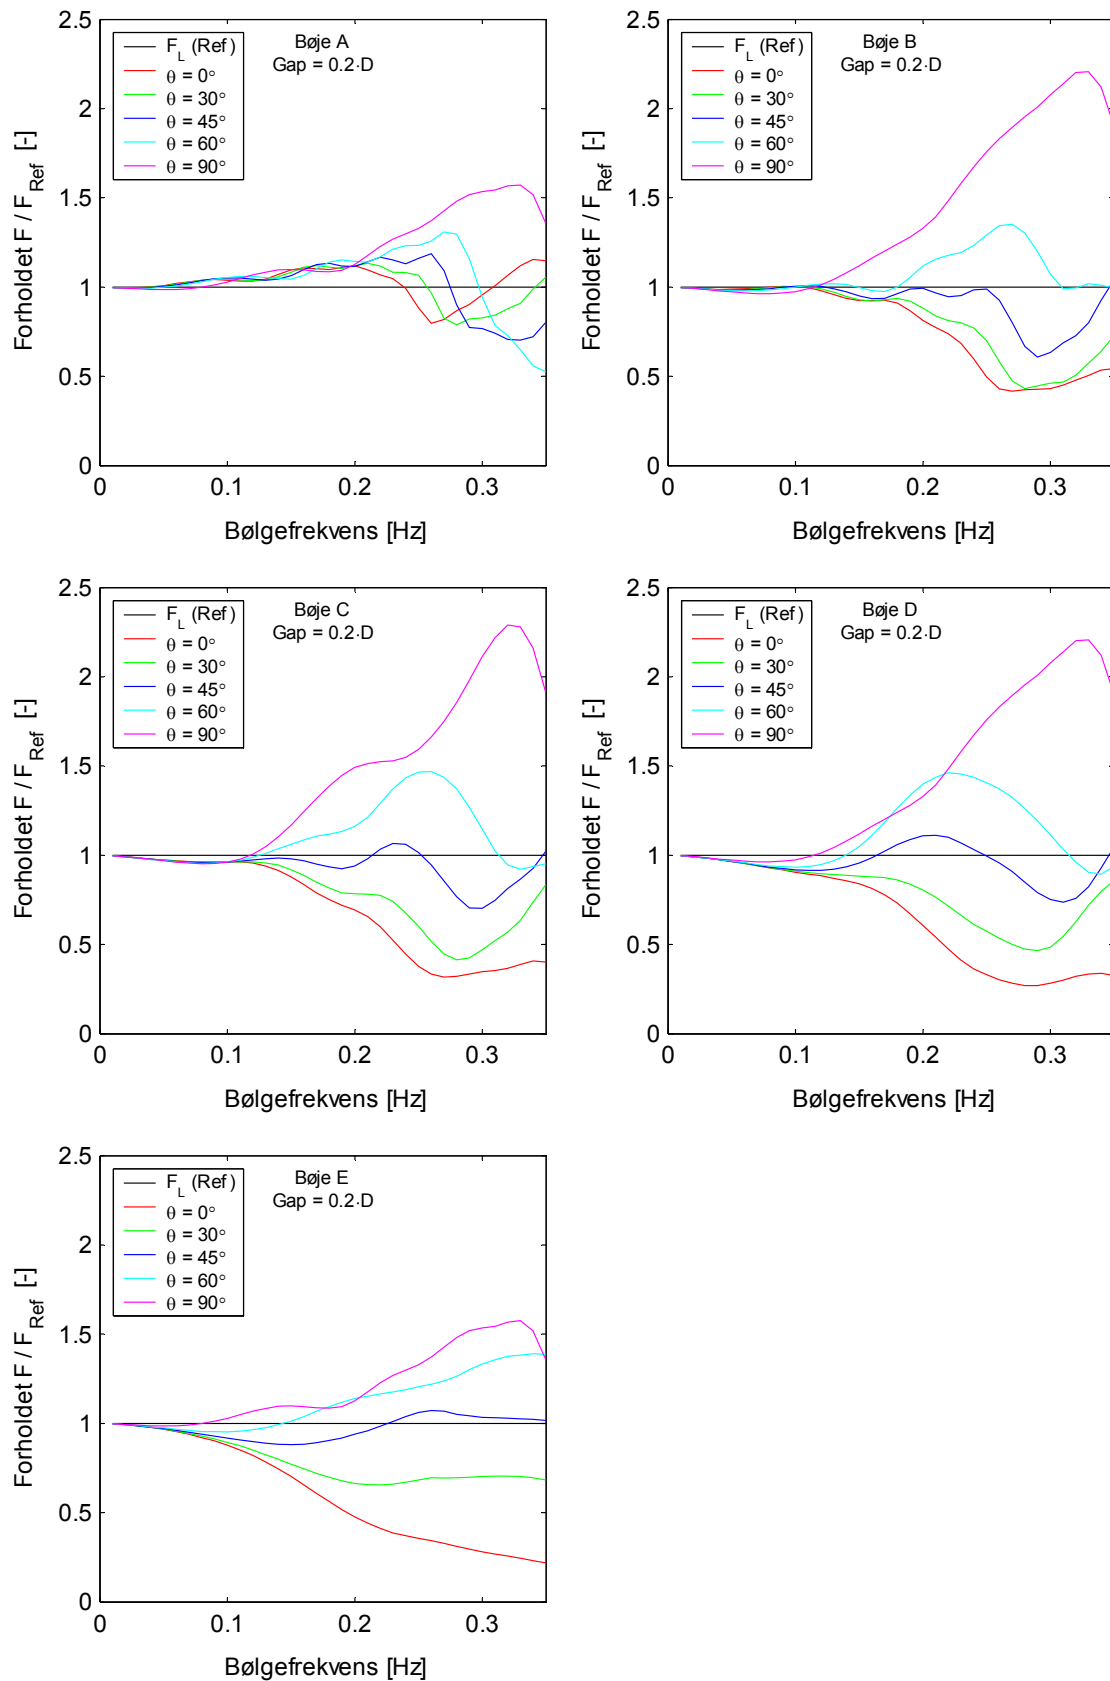 2.5
2
1.5
1
0.5
0
0 0.1 0.2 0.3
Forholdet F / F_Ref [-]
Bølgefrekvens [Hz]
F_L (Ref)
θ = 0°
θ = 30°
θ = 45°
θ = 60°
θ = 90°
Bøje A
Gap = 0.2·D
2.5
2
1.5
1
0.5
0
0 0.1 0.2 0.3
Forholdet F / F_Ref [-]
Bølgefrekvens [Hz]
F_L (Ref)
θ = 0°
θ = 30°
θ = 45°
θ = 60°
θ = 90°
Bøje B
Gap = 0.2·D
2.5
2
1.5
1
0.5
0
0 0.1 0.2 0.3
Forholdet F / F_Ref [-]
Bølgefrekvens [Hz]
F_L (Ref)
θ = 0°
θ = 30°
θ = 45°
θ = 60°
θ = 90°
Bøje C
Gap = 0.2·D
2.5
2
1.5
1
0.5
0
0 0.1 0.2 0.3
Forholdet F / F_Ref [-]
Bølgefrekvens [Hz]
F_L (Ref)
θ = 0°
θ = 30°
θ = 45°
θ = 60°
θ = 90°
Bøje D
Gap = 0.2·D
2.5
2
1.5
1
0.5
0
0 0.1 0.2 0.3
Forholdet F / F_Ref [-]
Bølgefrekvens [Hz]
F_L (Ref)
θ = 0°
θ = 30°
θ = 45°
θ = 60°
θ = 90°
Bøje E
Gap = 0.2·D